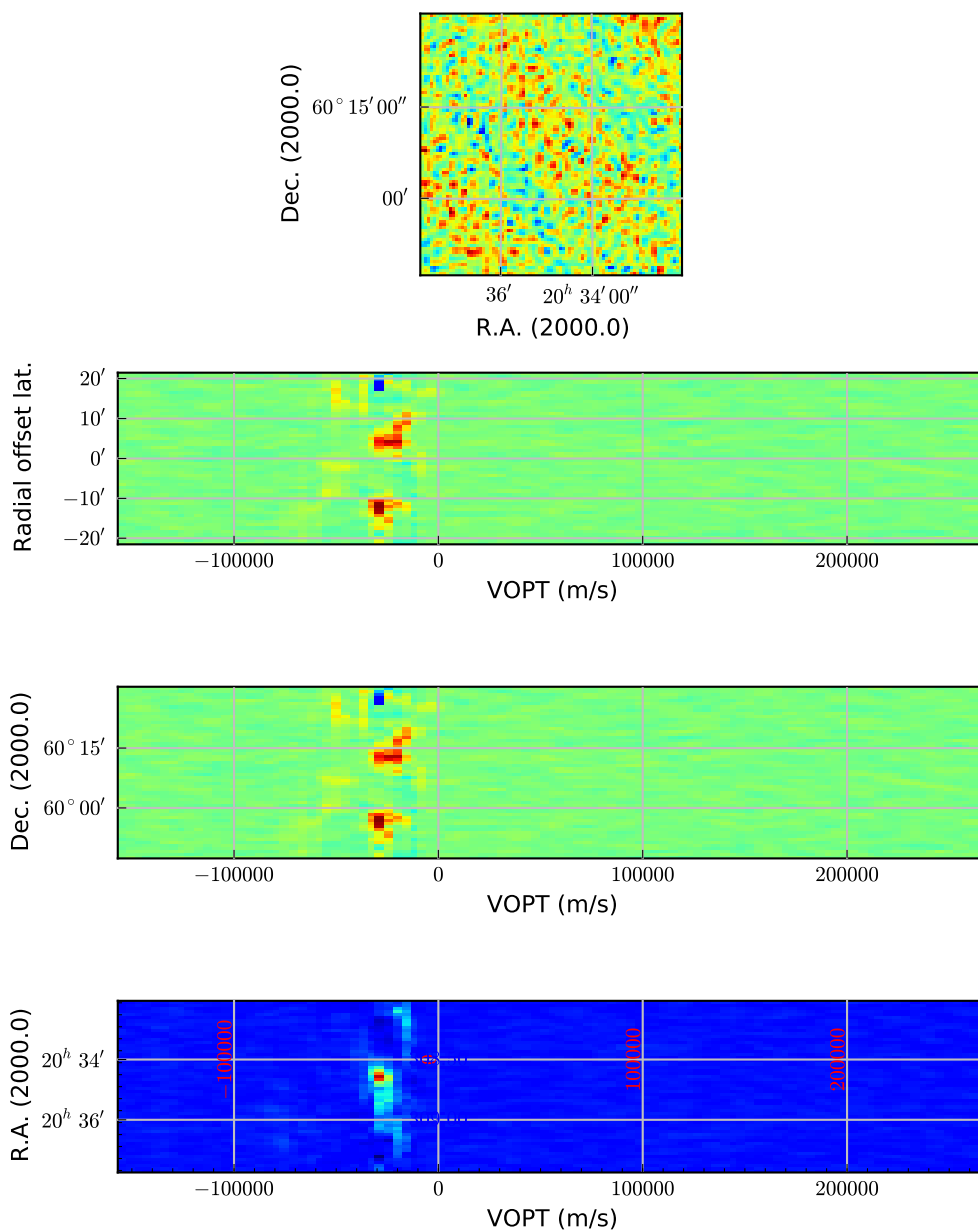 Dec. (2000.0)
60° 15′ 00″
00′
36′
20ʰ 34′ 00″
R.A. (2000.0)
Radial offset lat.
20′
10′
0′
−10′
−20′
−100000
0
100000
200000
VOPT (m/s)
Dec. (2000.0)
60° 15′
60° 00′
−100000
0
100000
200000
VOPT (m/s)
R.A. (2000.0)
20ʰ 34′
20ʰ 36′
−100000
100000
200000
−100000
0
100000
200000
VOPT (m/s)